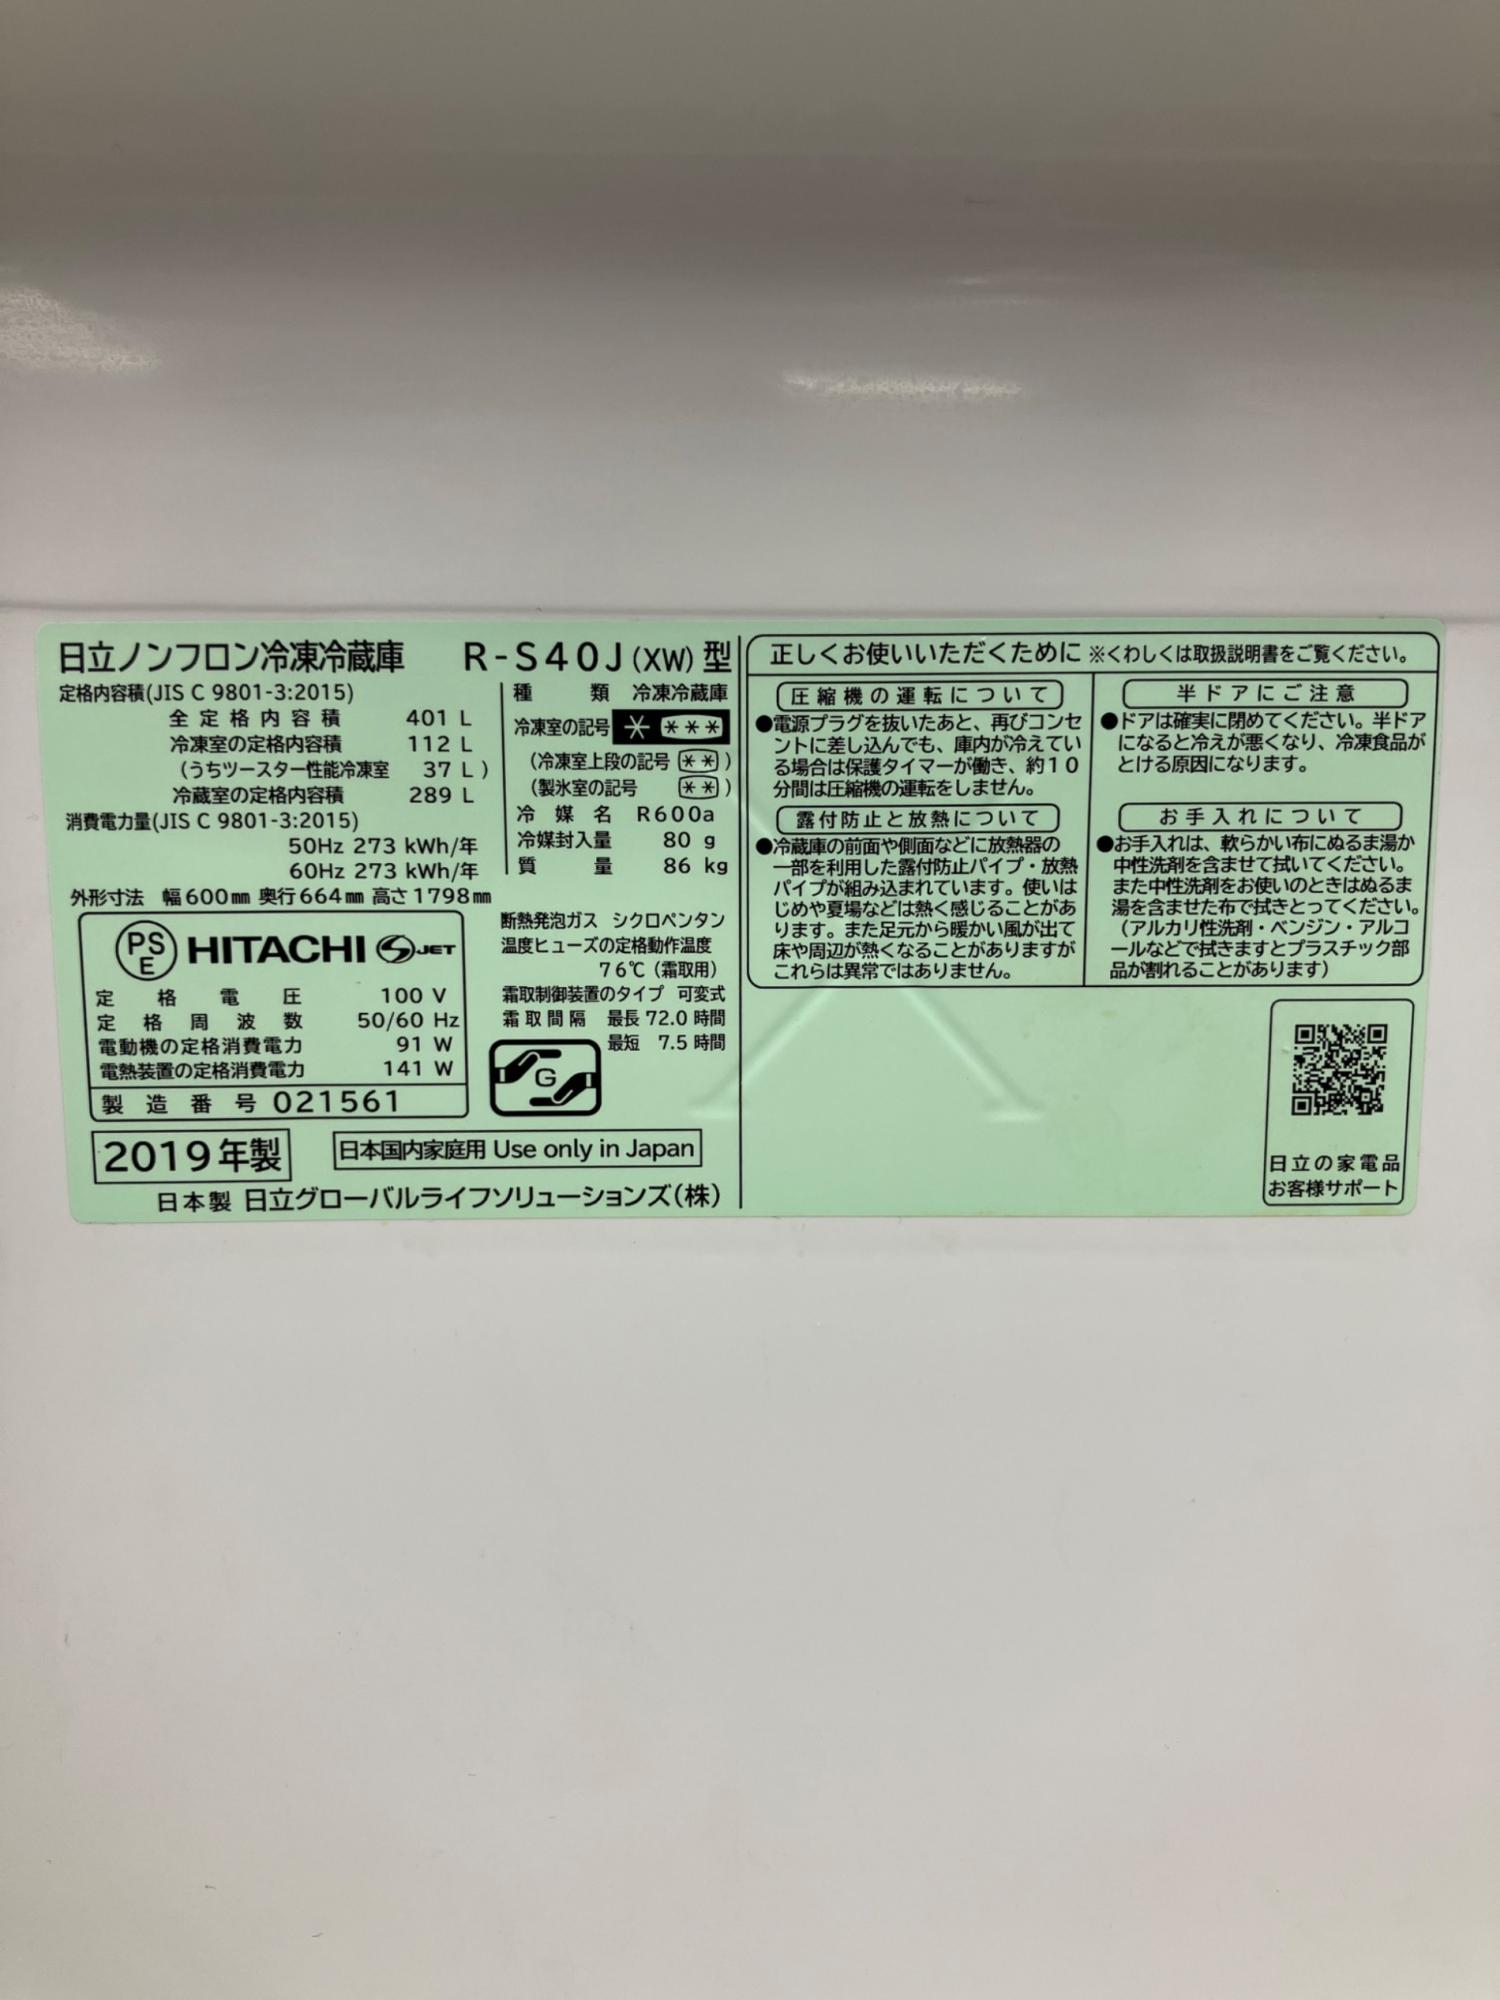 日立ノンフロン冷凍冷蔵庫 R-S40J(XW)型
定格内容積(JIS C 9801-3:2015)
全定格内容積 401 L
冷凍室の定格内容積 112 L
(うちツースター性能冷凍室 37 L)
冷蔵室の定格内容積 289 L
消費電力量(JIS C 9801-3:2015)
50Hz 273 kWh/年
60Hz 273 kWh/年
外形寸法 幅600㎜ 奥行664㎜ 高さ1798㎜
種類 冷凍冷蔵庫
冷凍室の記号 * ***
(冷凍室上段の記号 **)
(製氷室の記号 **)
冷媒名 R600a
冷媒封入量 80 g
質量 86 kg
PS
E
HITACHI S-JET
定格電圧 100 V
定格周波数 50/60 Hz
電動機の定格消費電力 91 W
電熱装置の定格消費電力 141 W
製造番号 021561
断熱発泡ガス シクロペンタン
温度ヒューズの定格動作温度
76℃(霜取用)
霜取制御装置のタイプ 可変式
霜取間隔 最長 72.0 時間
最短 7.5 時間
G
2019年製
日本国内家庭用 Use only in Japan
日本製 日立グローバルライフソリューションズ(株)
正しくお使いいただくために ※くわしくは取扱説明書をご覧ください。
圧縮機の運転について
●電源プラグを抜いたあと、再びコンセ
ントに差し込んでも、庫内が冷えてい
る場合は保護タイマーが働き、約10
分間は圧縮機の運転をしません。
露付防止と放熱について
●冷蔵庫の前面や側面などに放熱器の
一部を利用した露付防止パイプ・放熱
パイプが組み込まれています。使いは
じめや夏場などは熱く感じることがあ
ります。また足元から暖かい風が出て
床や周辺が熱くなることがありますが
これらは異常ではありません。
半ドアにご注意
●ドアは確実に閉めてください。半ドア
になると冷えが悪くなり、冷凍食品が
とける原因になります。
お手入れについて
●お手入れは、軟らかい布にぬるま湯か
中性洗剤を含ませて拭いてください。
また中性洗剤をお使いのときはぬるま
湯を含ませた布で拭きとってください。
(アルカリ性洗剤・ベンジン・アルコ
ールなどで拭きますとプラスチック部
品が割れることがあります)
日立の家電品
お客様サポート